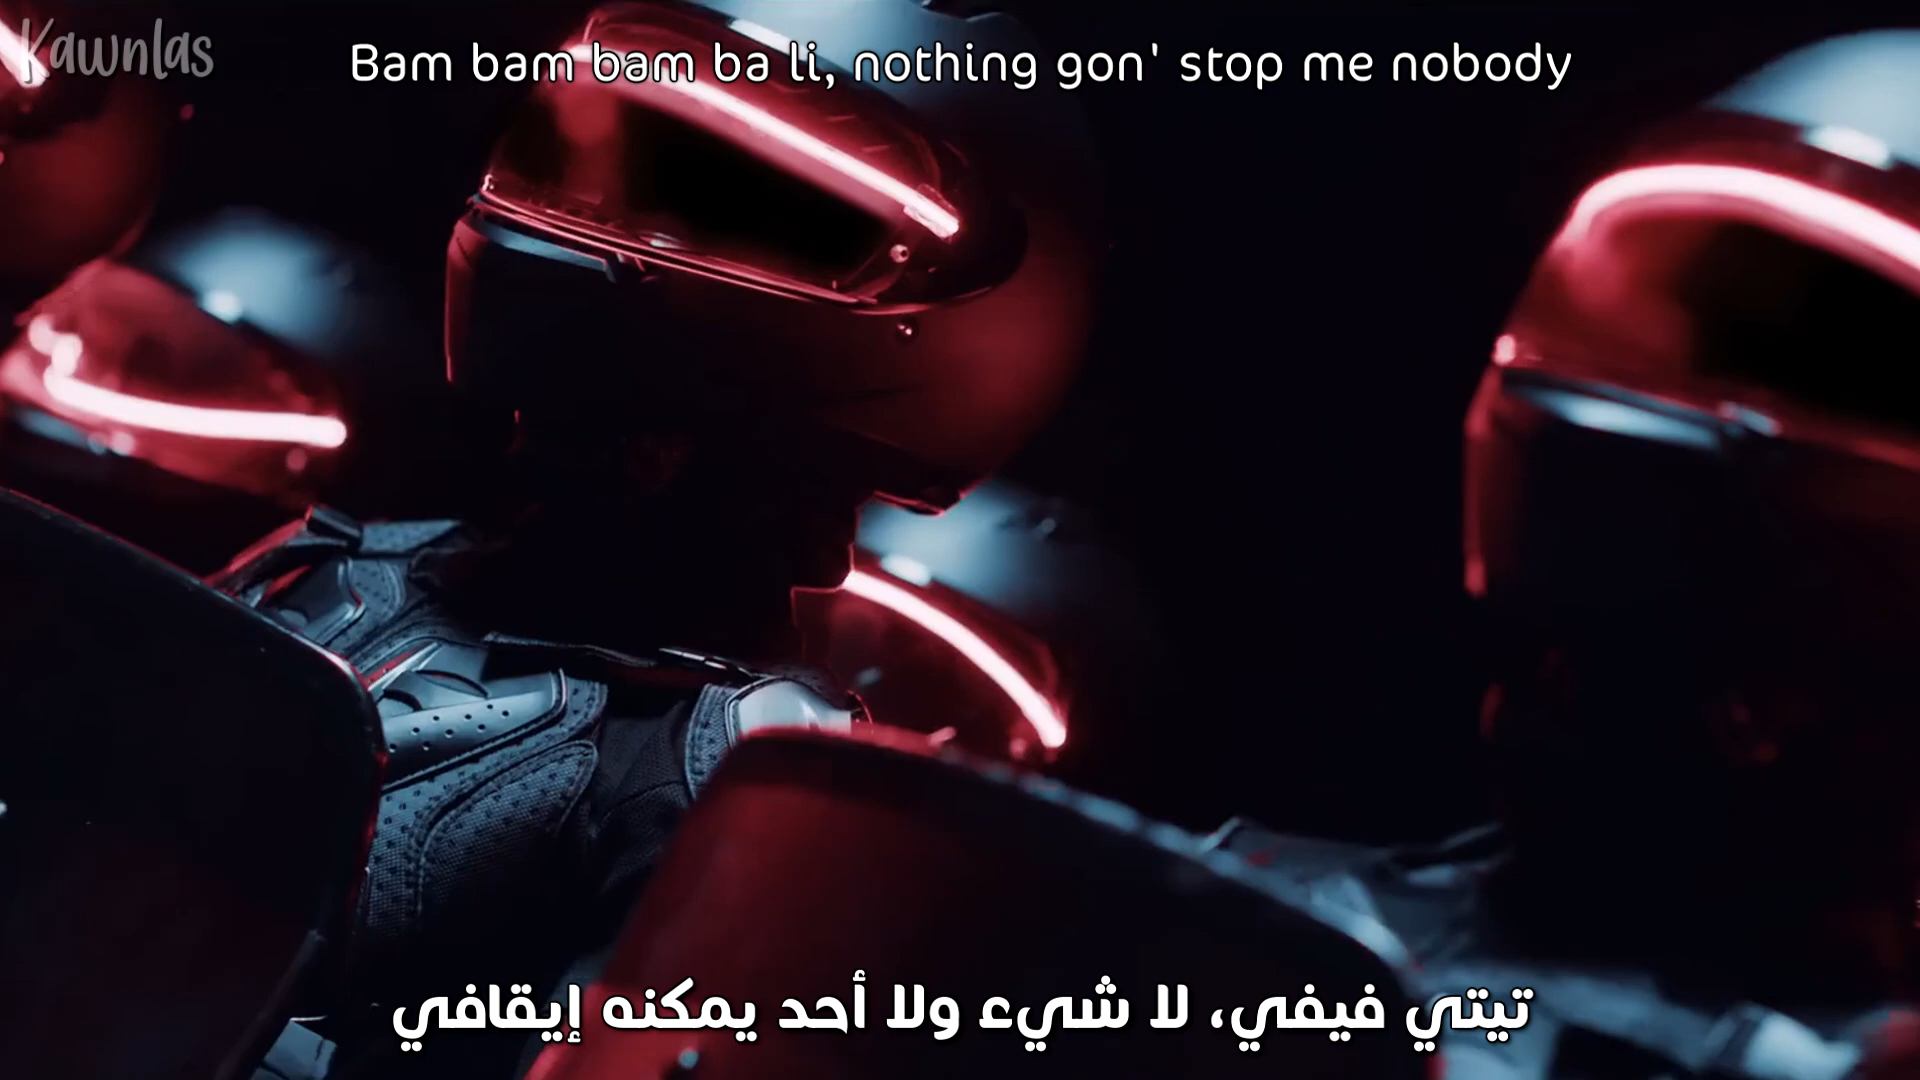 Kawnlas
Bam bam bam ba li, nothing gon' stop me nobody
تيتي فيفي، لا شيء ولا أحد يمكنه إيقافي